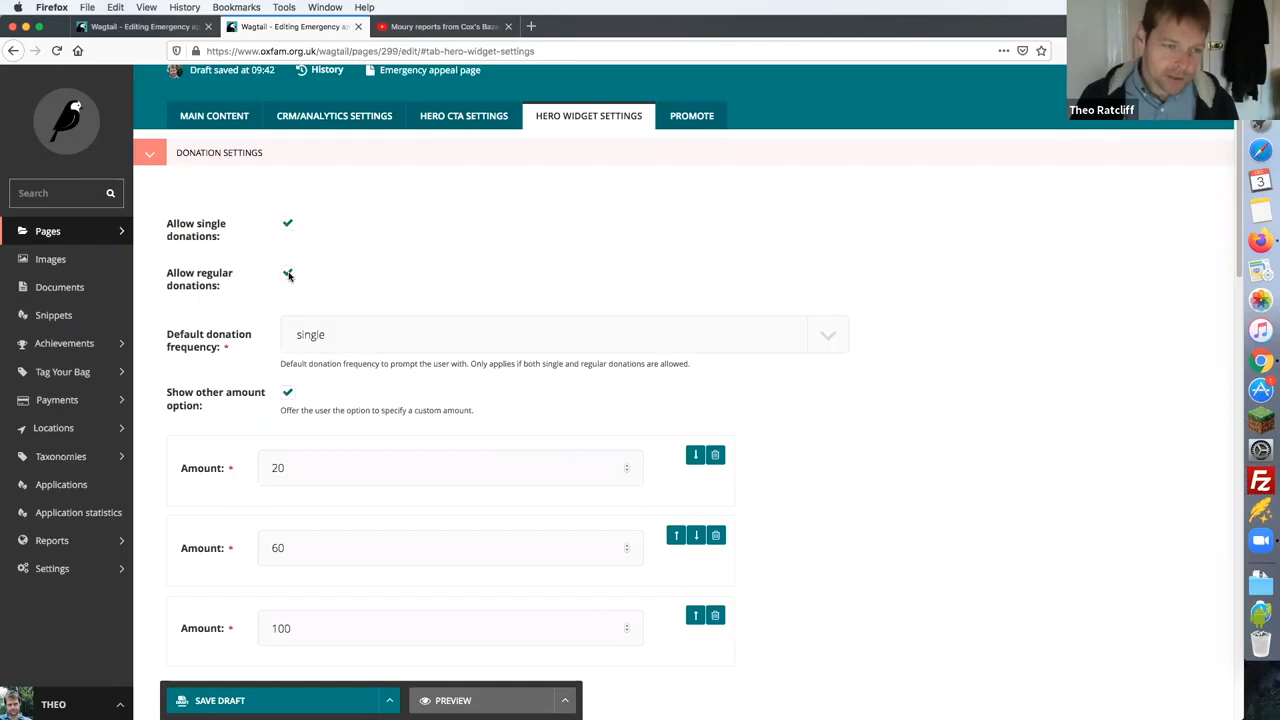 Firefox File Edit View History Bookmarks Tools Window Help
Wagtail - Editing Emergency ap
Wagtail - Editing Emergency ap
Moury reports from Cox's Baza
https://www.oxfam.org.uk/wagtail/pages/299/edit/#tab-hero-widget-settings
Theo Ratcliff
Draft saved at 09:42 History Emergency appeal page
MAIN CONTENT CRM/ANALYTICS SETTINGS HERO CTA SETTINGS HERO WIDGET SETTINGS PROMOTE
DONATION SETTINGS
Search
Pages
Images
Documents
Snippets
Achievements
Tag Your Bag
Payments
Locations
Taxonomies
Applications
Application statistics
Reports
Settings
THEO
Allow single
donations:
Allow regular
donations:
Default donation
frequency: *
single
Default donation frequency to prompt the user with. Only applies if both single and regular donations are allowed.
Show other amount
option:
Offer the user the option to specify a custom amount.
Amount: * 20
Amount: * 60
Amount: * 100
SAVE DRAFT
PREVIEW
3
Fz